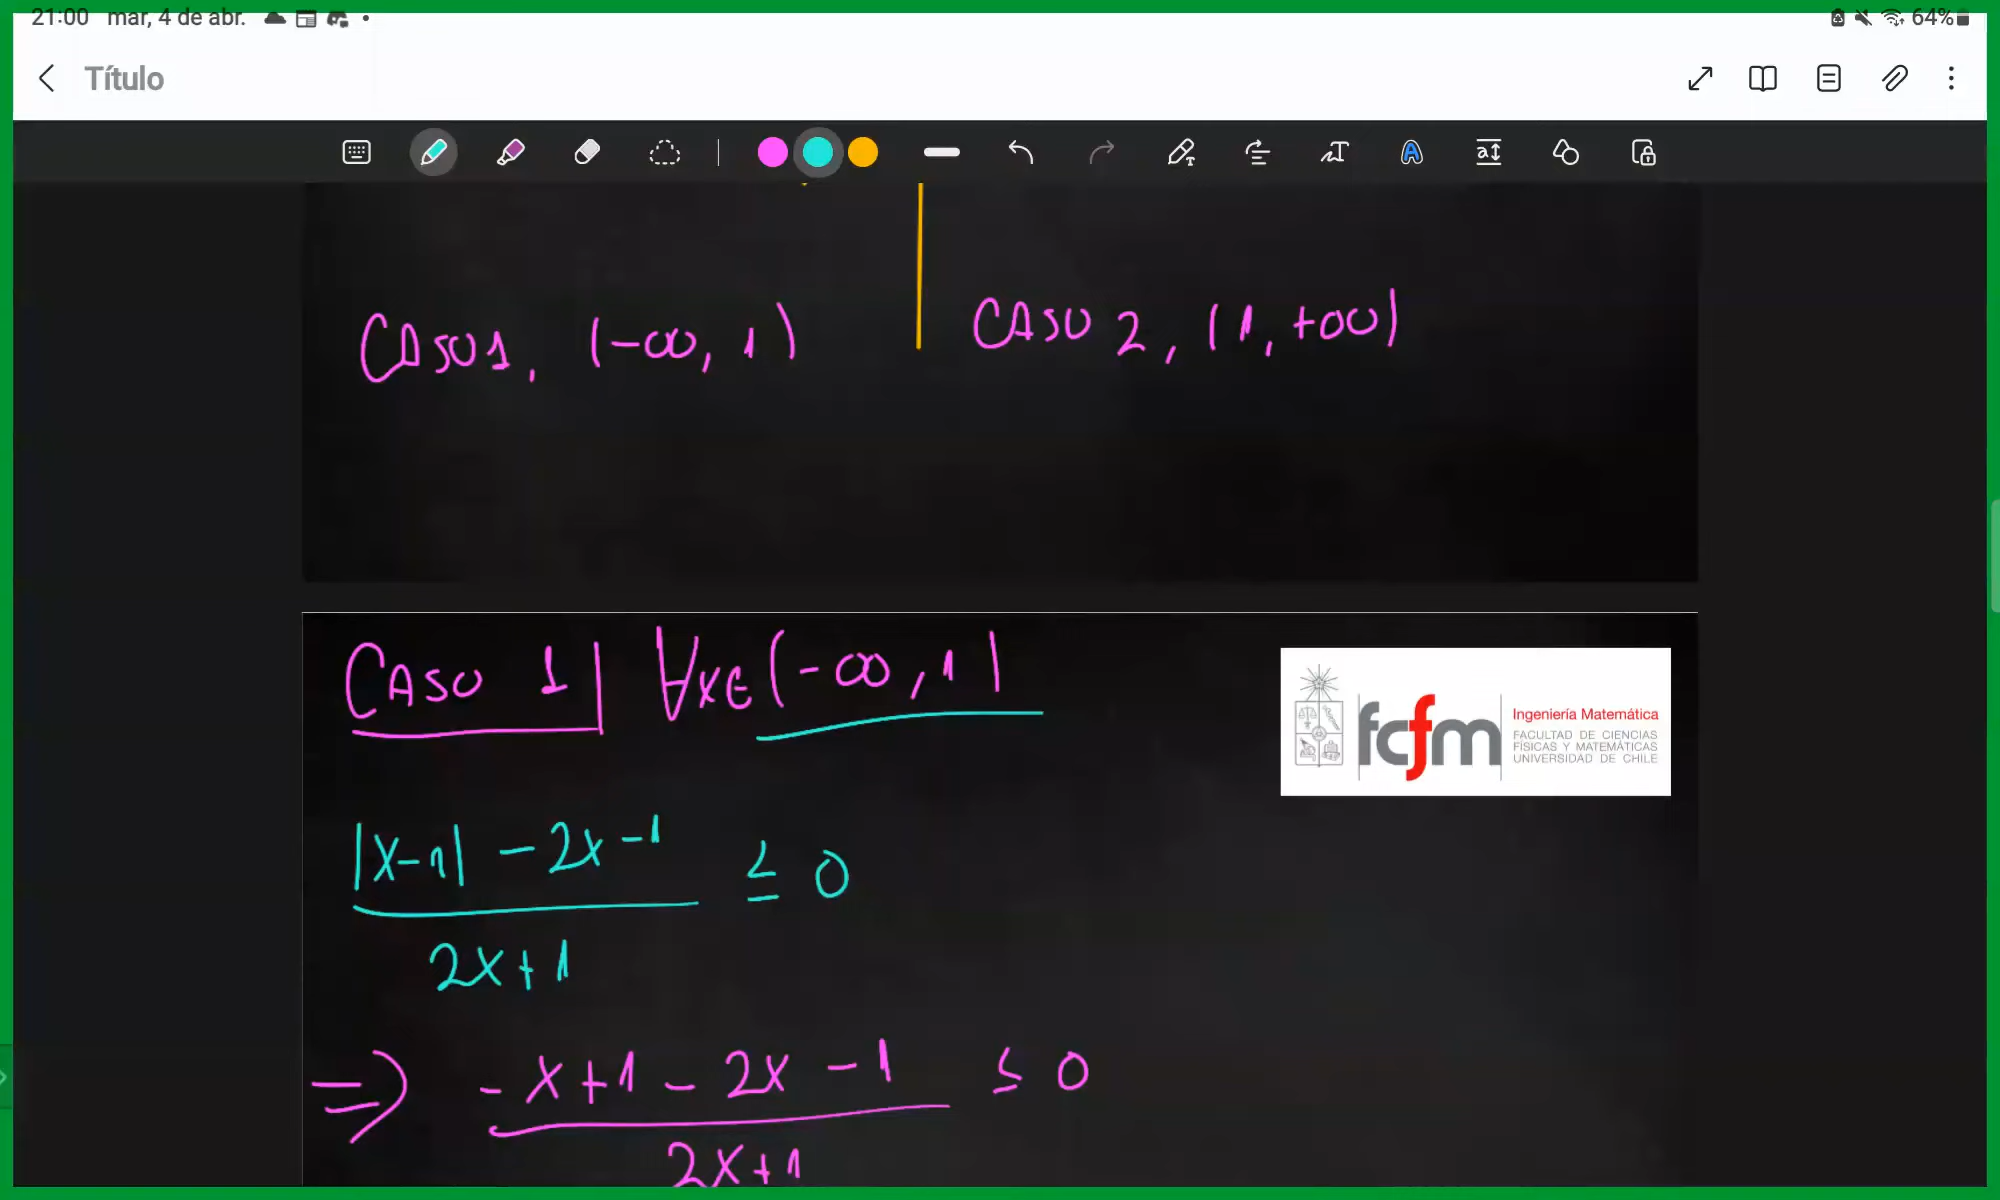 21:00 mar, 4 de abr. 64%
Título
CASO 1, (-∞, 1)
CASO 2, (1, +∞)
CASO 1 ∀x∈(-∞, 1)
fcfm Ingeniería Matemática
FACULTAD DE CIENCIAS
FÍSICAS Y MATEMÁTICAS
UNIVERSIDAD DE CHILE
|x-1| - 2x - 1 ≤ 0
2x+1
⇒ -x+1 - 2x - 1 ≤ 0
2x+1